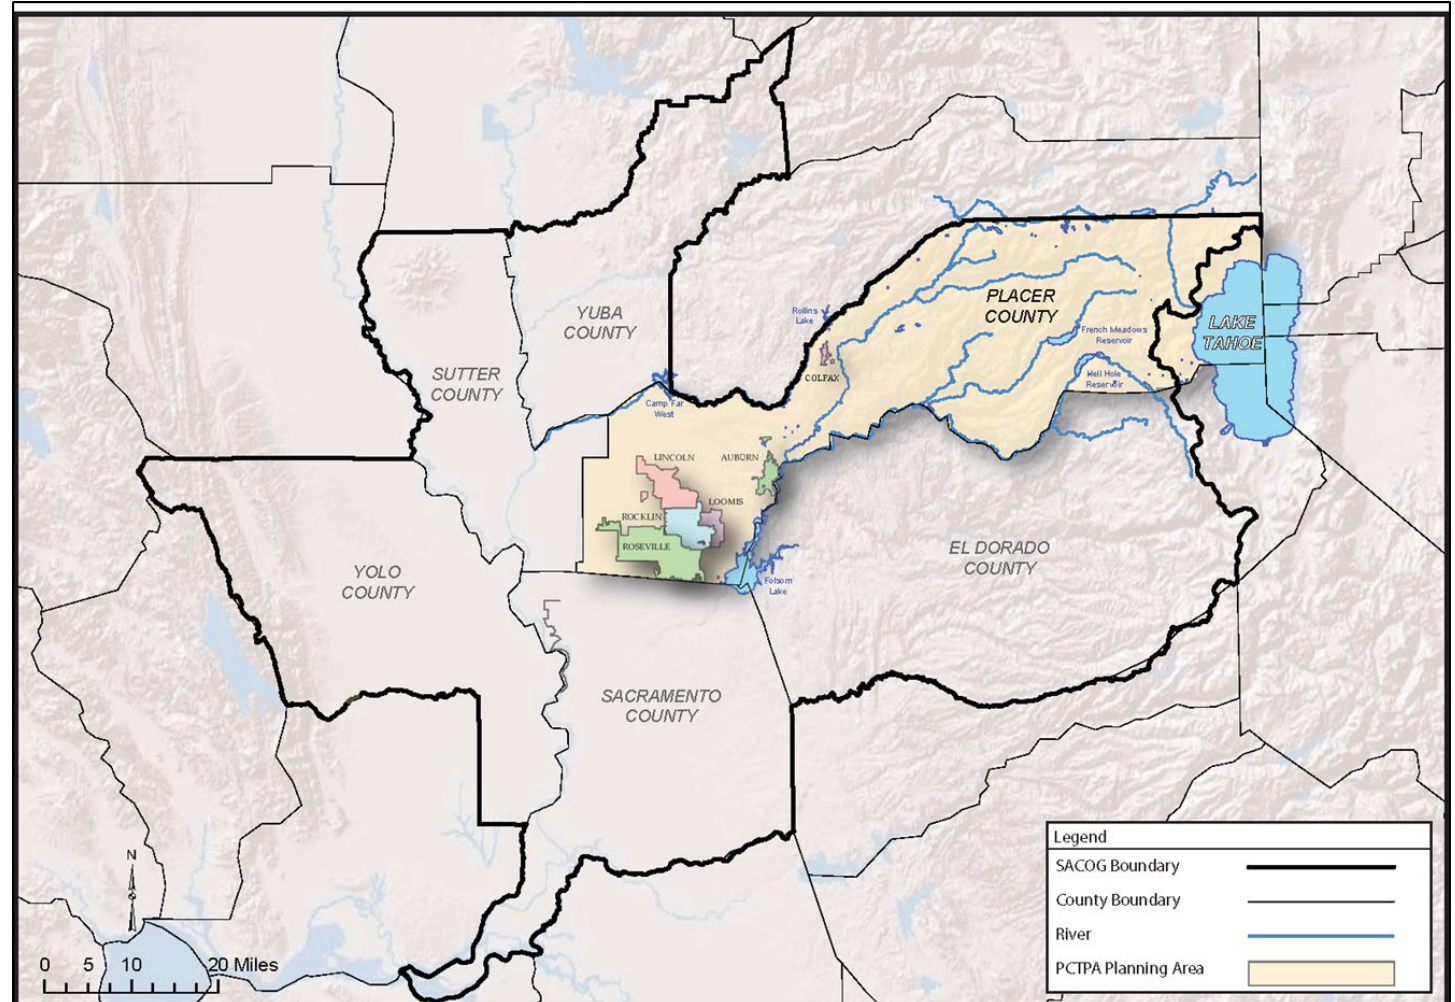 PLACER
COUNTY
YUBA
COUNTY
Rollins
Lake
LAKE
TAHOE
French Meadows
Reservoir
SUTTER
COUNTY
COLFAX
Hell Hole
Reservoir
Camp Far
West
LINCOLN
AUBURN
LOOMIS
ROCKLIN
ROSEVILLE
EL DORADO
COUNTY
YOLO
COUNTY
Folsom
Lake
SACRAMENTO
COUNTY
Legend
SACOG Boundary
County Boundary
River
PCTPA Planning Area
N
0 5 10 20 Miles